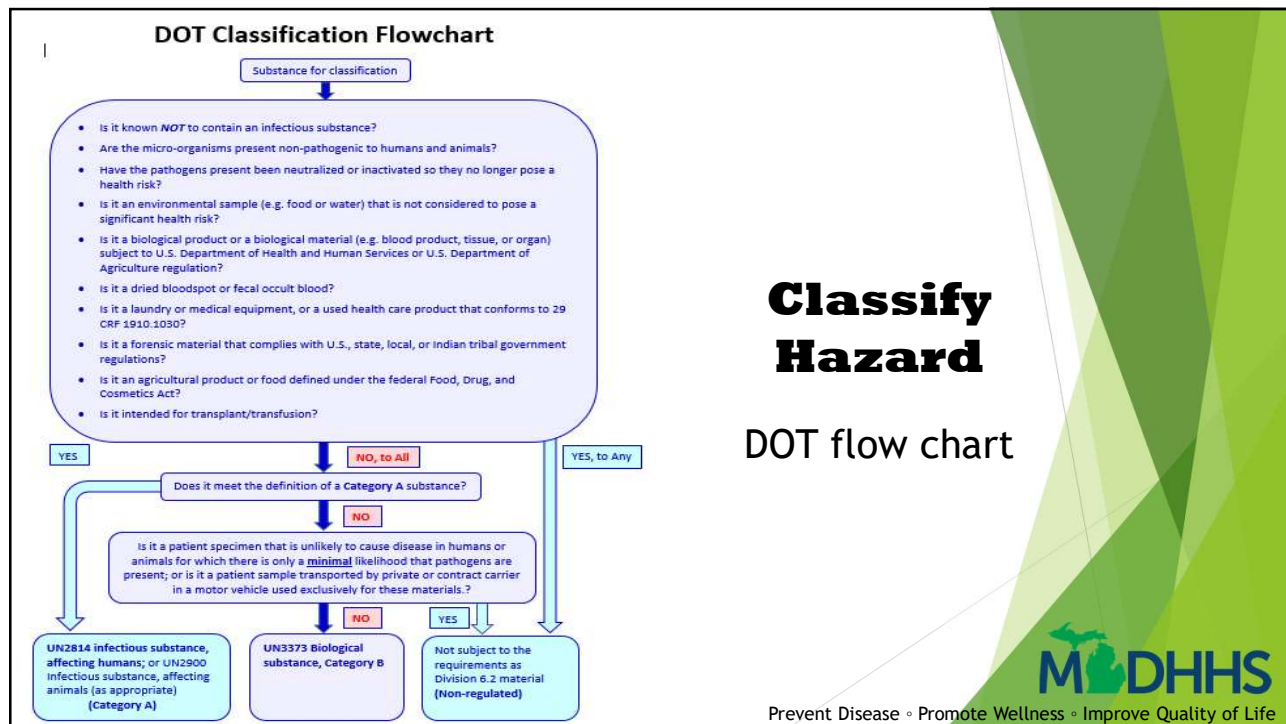 DOT Classification Flowchart
Substance for classification
• Is it known NOT to contain an infectious substance?
• Are the micro-organisms present non-pathogenic to humans and animals?
• Have the pathogens present been neutralized or inactivated so they no longer pose a
health risk?
• Is it an environmental sample (e.g. food or water) that is not considered to pose a
significant health risk?
• Is it a biological product or a biological material (e.g. blood product, tissue, or organ)
subject to U.S. Department of Health and Human Services or U.S. Department of
Agriculture regulation?
• Is it a dried bloodspot or fecal occult blood?
• Is it a laundry or medical equipment, or a used health care product that conforms to 29
CRF 1910.1030?
• Is it a forensic material that complies with U.S., state, local, or Indian tribal government
regulations?
• Is it an agricultural product or food defined under the federal Food, Drug, and
Cosmetics Act?
• Is it intended for transplant/transfusion?
YES
NO, to All
YES, to Any
Does it meet the definition of a Category A substance?
NO
Is it a patient specimen that is unlikely to cause disease in humans or
animals for which there is only a minimal likelihood that pathogens are
present; or is it a patient sample transported by private or contract carrier
in a motor vehicle used exclusively for these materials.?
NO
YES
UN2814 infectious substance,
affecting humans; or UN2900
Infectious substance, affecting
animals (as appropriate)
(Category A)
UN3373 Biological
substance, Category B
Not subject to the
requirements as
Division 6.2 material
(Non-regulated)
Classify
Hazard
DOT flow chart
MDHHS
Prevent Disease ◦ Promote Wellness ◦ Improve Quality of Life